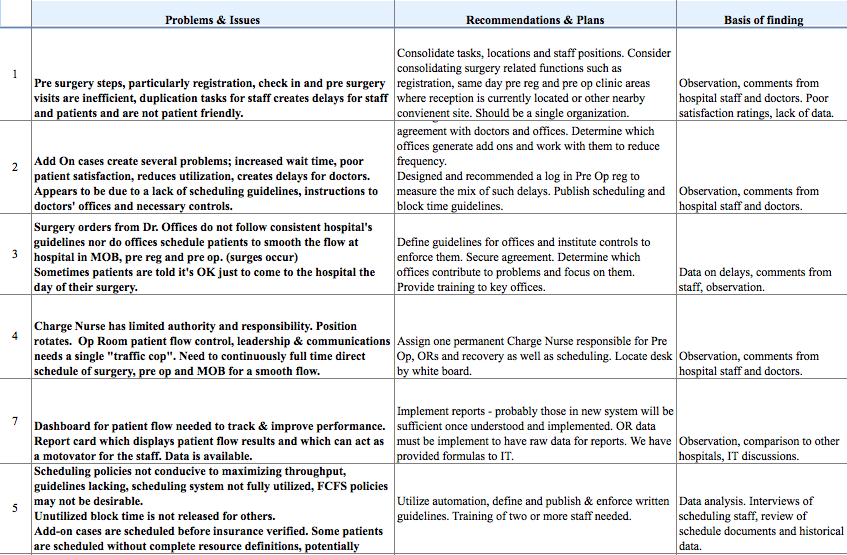 Problems & Issues
Recommendations & Plans
Basis of finding
1
Pre surgery steps, particularly registration, check in and pre surgery
visits are inefficient, duplication tasks for staff creates delays for staff
and patients and are not patient friendly.
Consolidate tasks, locations and staff positions. Consider
consolidating surgery related functions such as
registration, same day pre reg and pre op clinic areas
where reception is currently located or other nearby
convienent site. Should be a single organization.
Observation, comments from
hospital staff and doctors. Poor
satisfaction ratings, lack of data.
2
Add On cases create several problems; increased wait time, poor
patient satisfaction, reduces utilization, creates delays for doctors.
Appears to be due to a lack of scheduling guidelines, instructions to
doctors' offices and necessary controls.
agreement with doctors and offices. Determine which
offices generate add ons and work with them to reduce
frequency.
Designed and recommended a log in Pre Op reg to
measure the mix of such delays. Publish scheduling and
block time guidelines.
Observation, comments from
hospital staff and doctors.
3
Surgery orders from Dr. Offices do not follow consistent hospital's
guidelines nor do offices schedule patients to smooth the flow at
hospital in MOB, pre reg and pre op. (surges occur)
Sometimes patients are told it's OK just to come to the hospital the
day of their surgery.
Define guidelines for offices and institute controls to
enforce them. Secure agreement. Determine which
offices contribute to problems and focus on them.
Provide training to key offices.
Data on delays, comments from
staff, observation.
4
Charge Nurse has limited authority and responsibility. Position
rotates. Op Room patient flow control, leadership & communications
needs a single "traffic cop". Need to continuously full time direct
schedule of surgery, pre op and MOB for a smooth flow.
Assign one permanent Charge Nurse responsible for Pre
Op, ORs and recovery as well as scheduling. Locate desk
by white board.
Observation, comments from
hospital staff and doctors.
7
Dashboard for patient flow needed to track & improve performance.
Report card which displays patient flow results and which can act as
a motovator for the staff. Data is available.
Implement reports - probably those in new system will be
sufficient once understood and implemented. OR data
must be implement to have raw data for reports. We have
provided formulas to IT.
Observation, comparison to other
hospitals, IT discussions.
5
Scheduling policies not conducive to maximizing throughput,
guidelines lacking, scheduling system not fully utilized, FCFS policies
may not be desirable.
Unutilized block time is not released for others.
Add-on cases are scheduled before insurance verified. Some patients
are scheduled without complete resource definitions, potentially
Utilize automation, define and publish & enforce written
guidelines. Training of two or more staff needed.
Data analysis. Interviews of
scheduling staff, review of
schedule documents and historical
data.